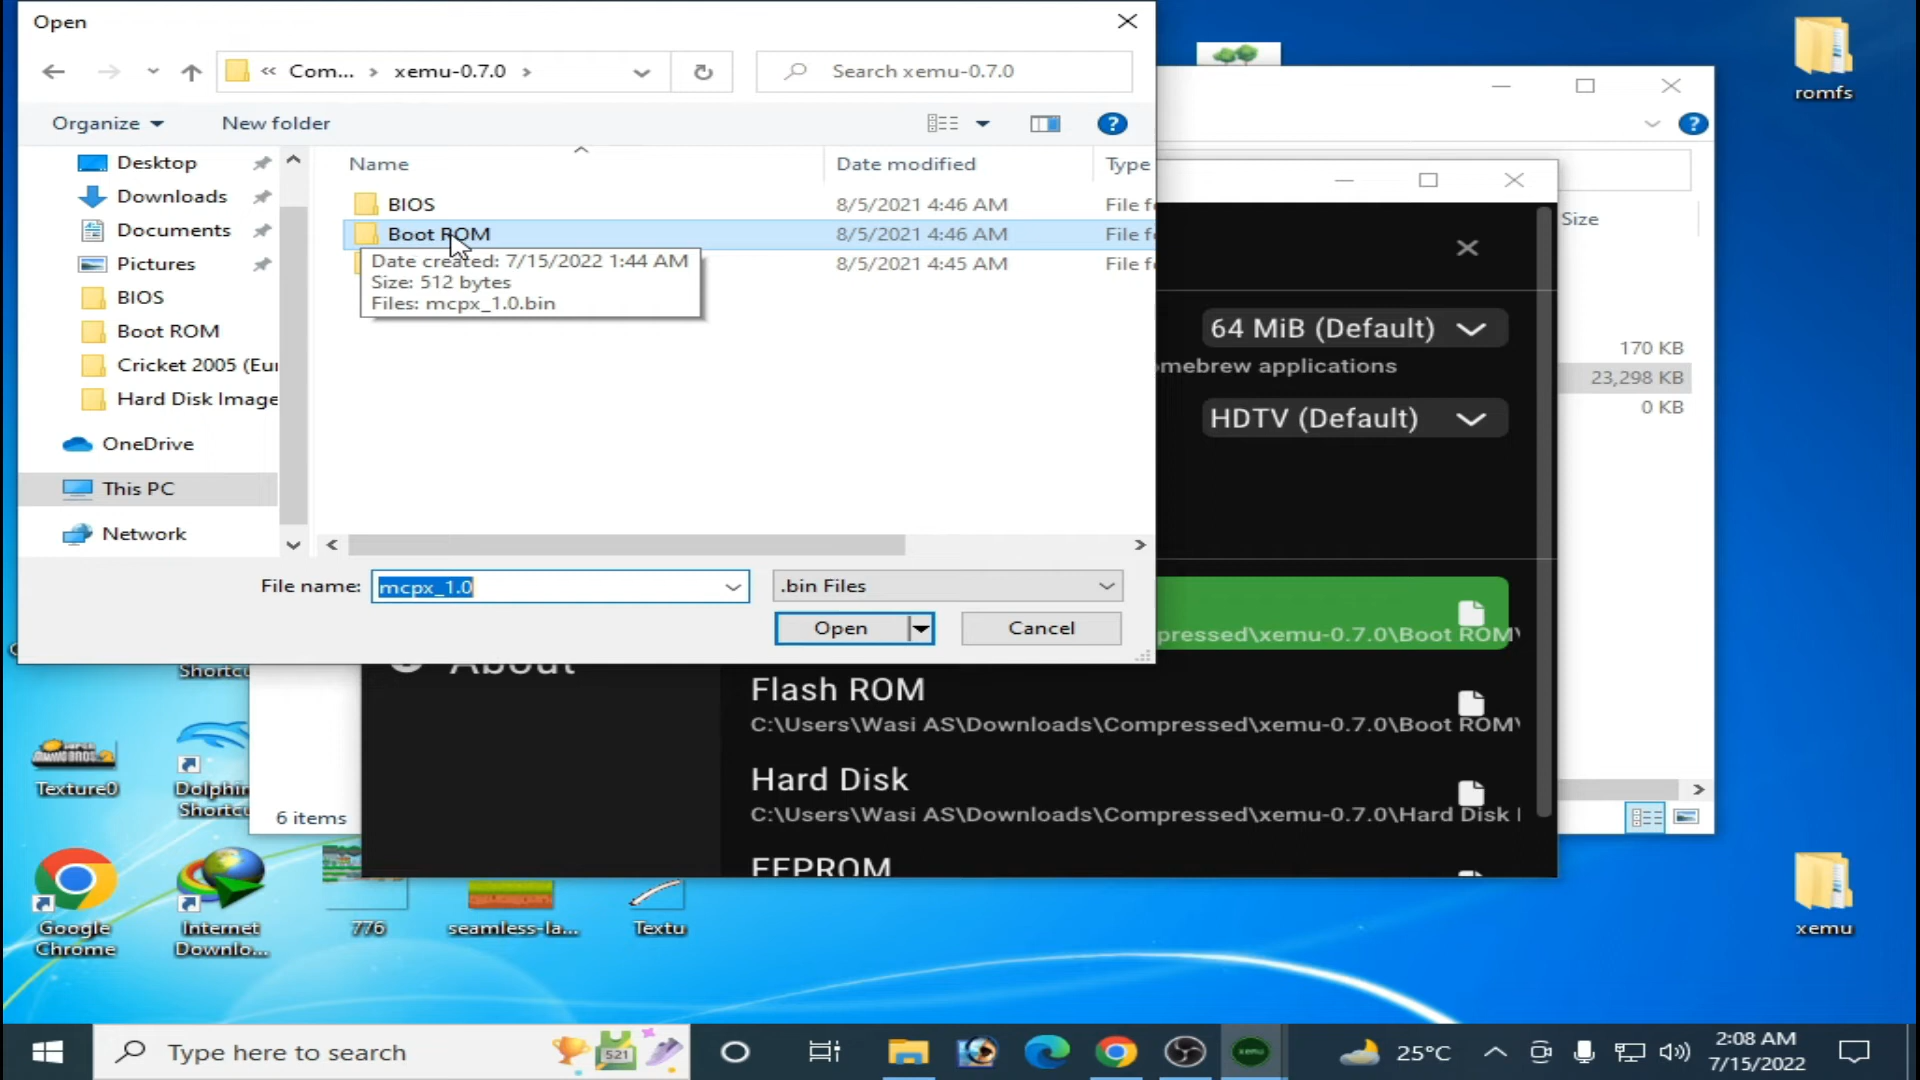 Open
« Com... › xemu-0.7.0 ›
Search xemu-0.7.0
Organize
New folder
Name
Date modified
Type
Desktop
Downloads
Documents
Pictures
BIOS
Boot ROM
Cricket 2005 (Eu
Hard Disk Image
OneDrive
This PC
Network
BIOS
8/5/2021 4:46 AM
File f
Boot ROM
8/5/2021 4:46 AM
File f
8/5/2021 4:45 AM
File f
Date created: 7/15/2022 1:44 AM
Size: 512 bytes
Files: mcpx_1.0.bin
File name:
mcpx_1.0
.bin Files
Open
Cancel
Size
170 KB
23,298 KB
0 KB
6 items
64 MiB (Default)
omebrew applications
HDTV (Default)
pressed\xemu-0.7.0\Boot ROM\
About
Flash ROM
C:\Users\Wasi AS\Downloads\Compressed\xemu-0.7.0\Boot ROM\
Hard Disk
C:\Users\Wasi AS\Downloads\Compressed\xemu-0.7.0\Hard Disk I
EEPROM
romfs
xemu
Shortcu
Texture0
Dolphin
Shortcu
Google
Chrome
Internet
Downlo...
776
seamless-la...
Textu
Type here to search
521
xemu
25°C
2:08 AM
7/15/2022